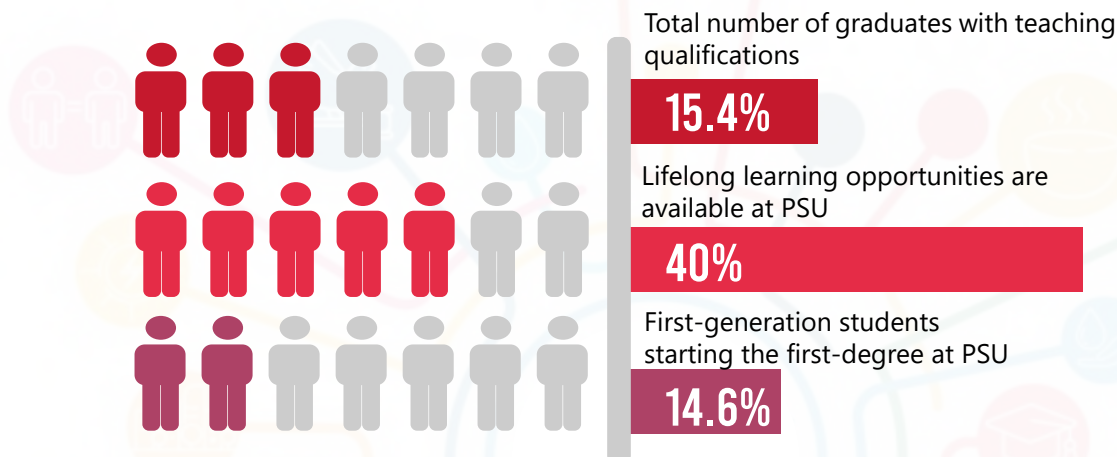 Total number of graduates with teaching
qualifications
15.4%
Lifelong learning opportunities are
available at PSU
40%
First-generation students
starting the first-degree at PSU
14.6%